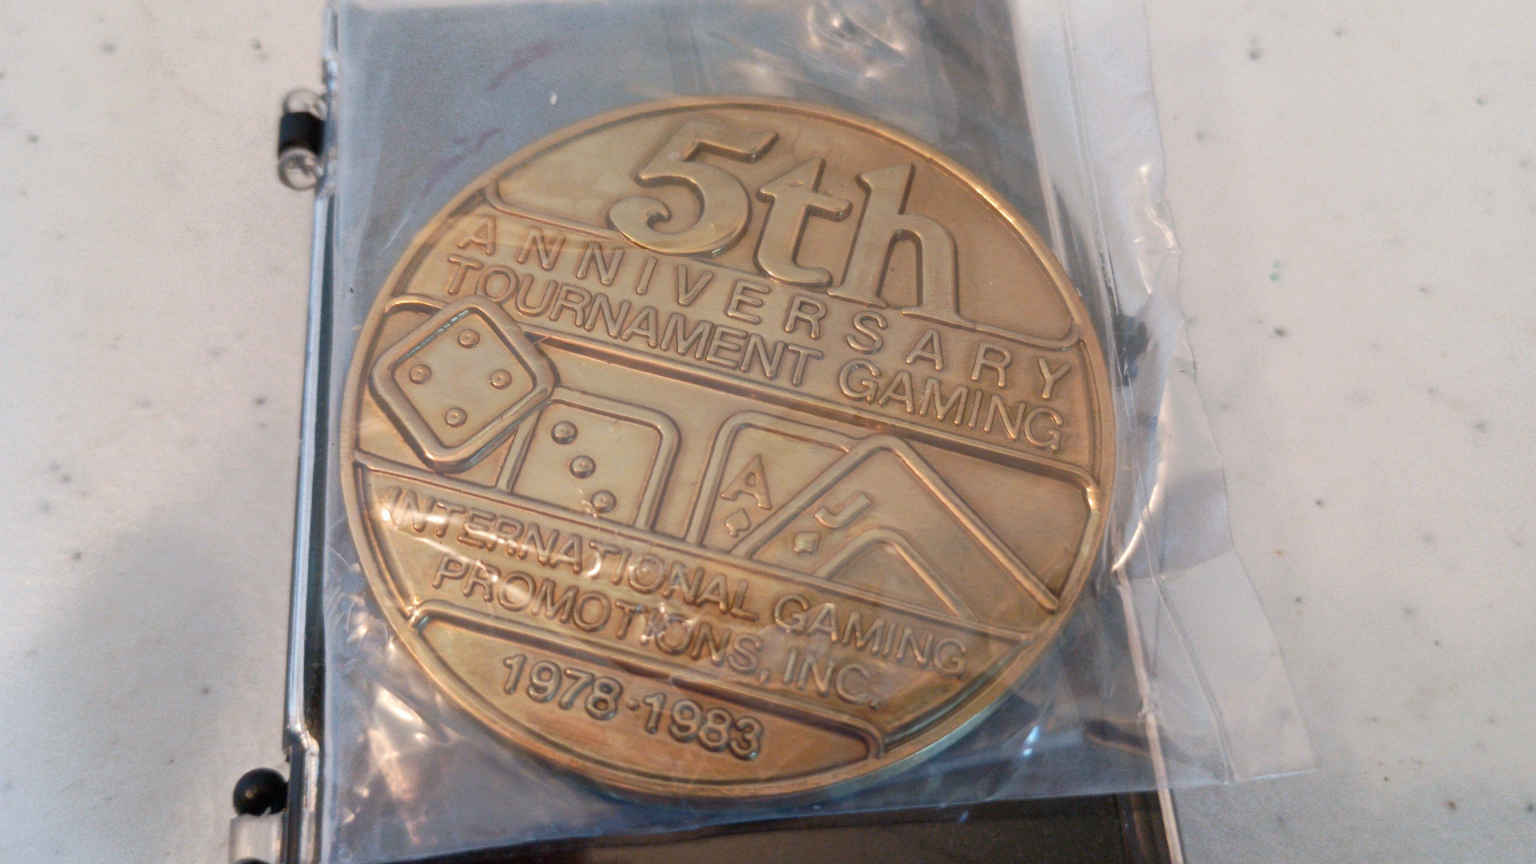 5th
ANNIVERSARY
TOURNAMENT GAMING
A
J
INTERNATIONAL GAMING
PROMOTIONS, INC.
1978-1983